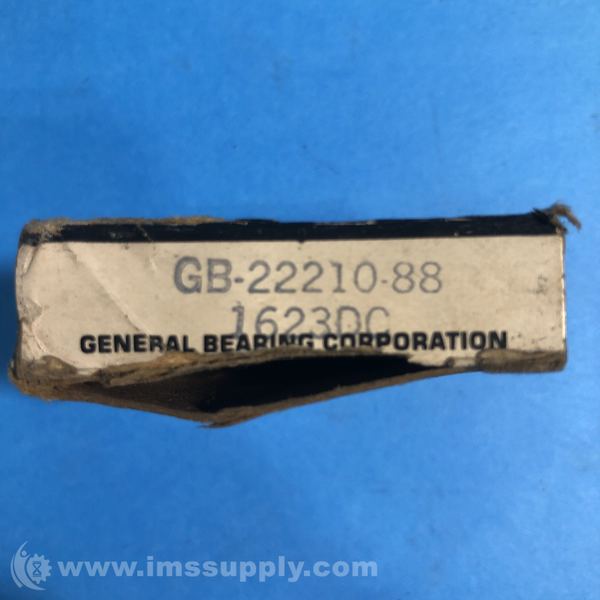 GB-22210-88
1623DC
GENERAL BEARING CORPORATION
www.imssupply.com